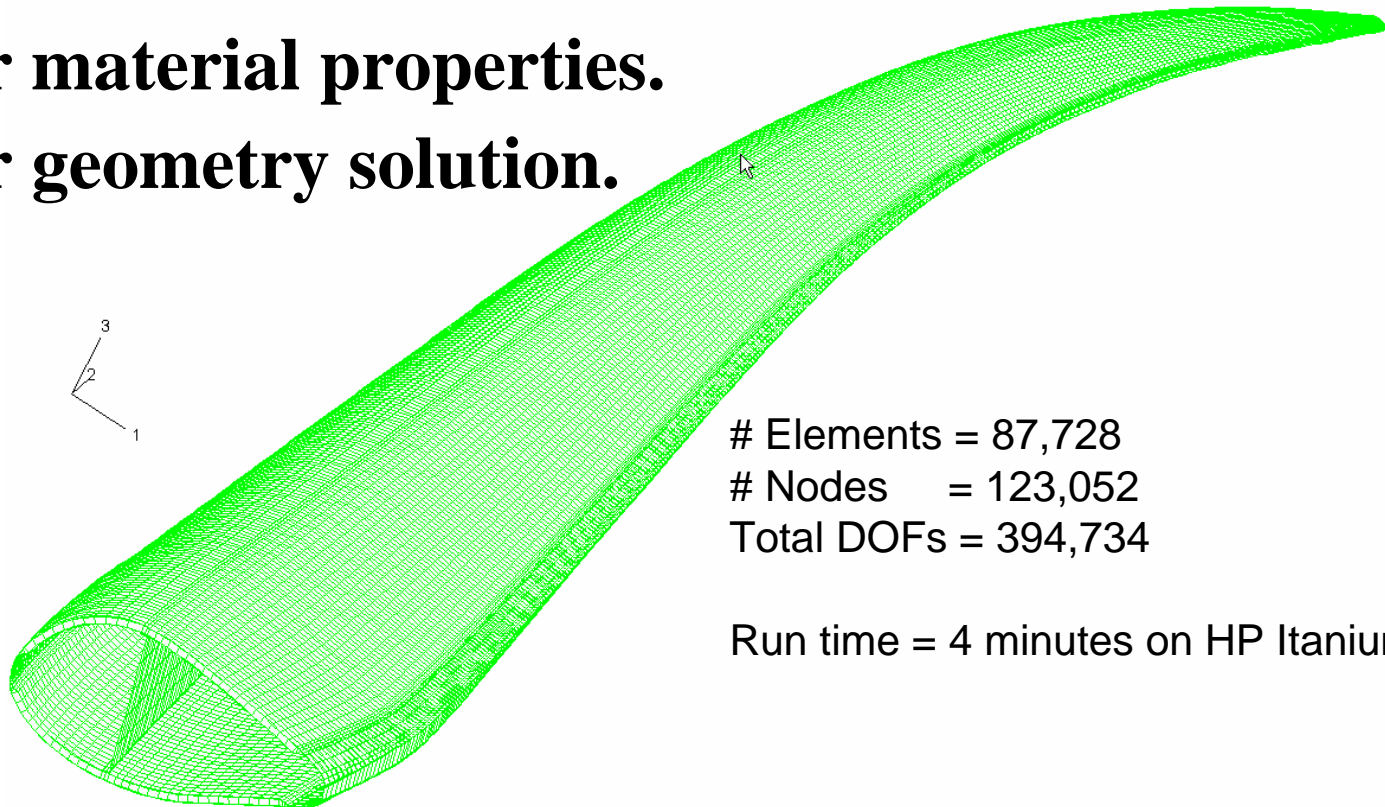 r material properties.
r geometry solution.
3
2
1
# Elements = 87,728
# Nodes = 123,052
Total DOFs = 394,734
Run time = 4 minutes on HP Itaniu